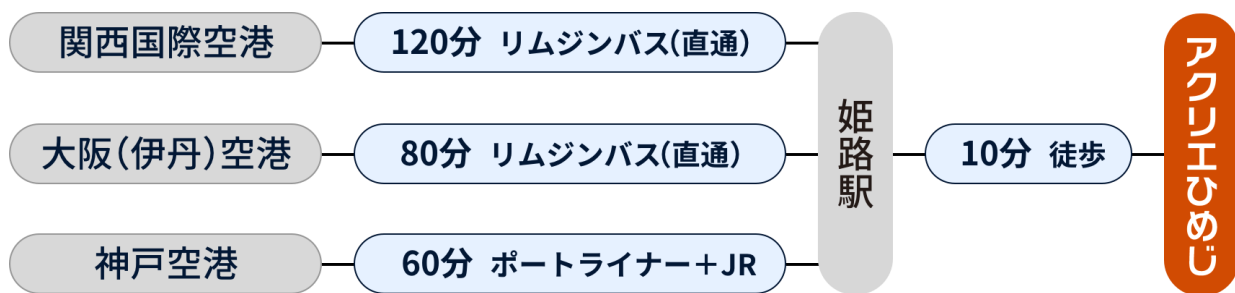 関西国際空港
120分 リムジンバス(直通)
大阪(伊丹)空港
80分 リムジンバス(直通)
神戸空港
60分 ポートライナー+JR
姫路駅
10分 徒歩
アクリエひめじ